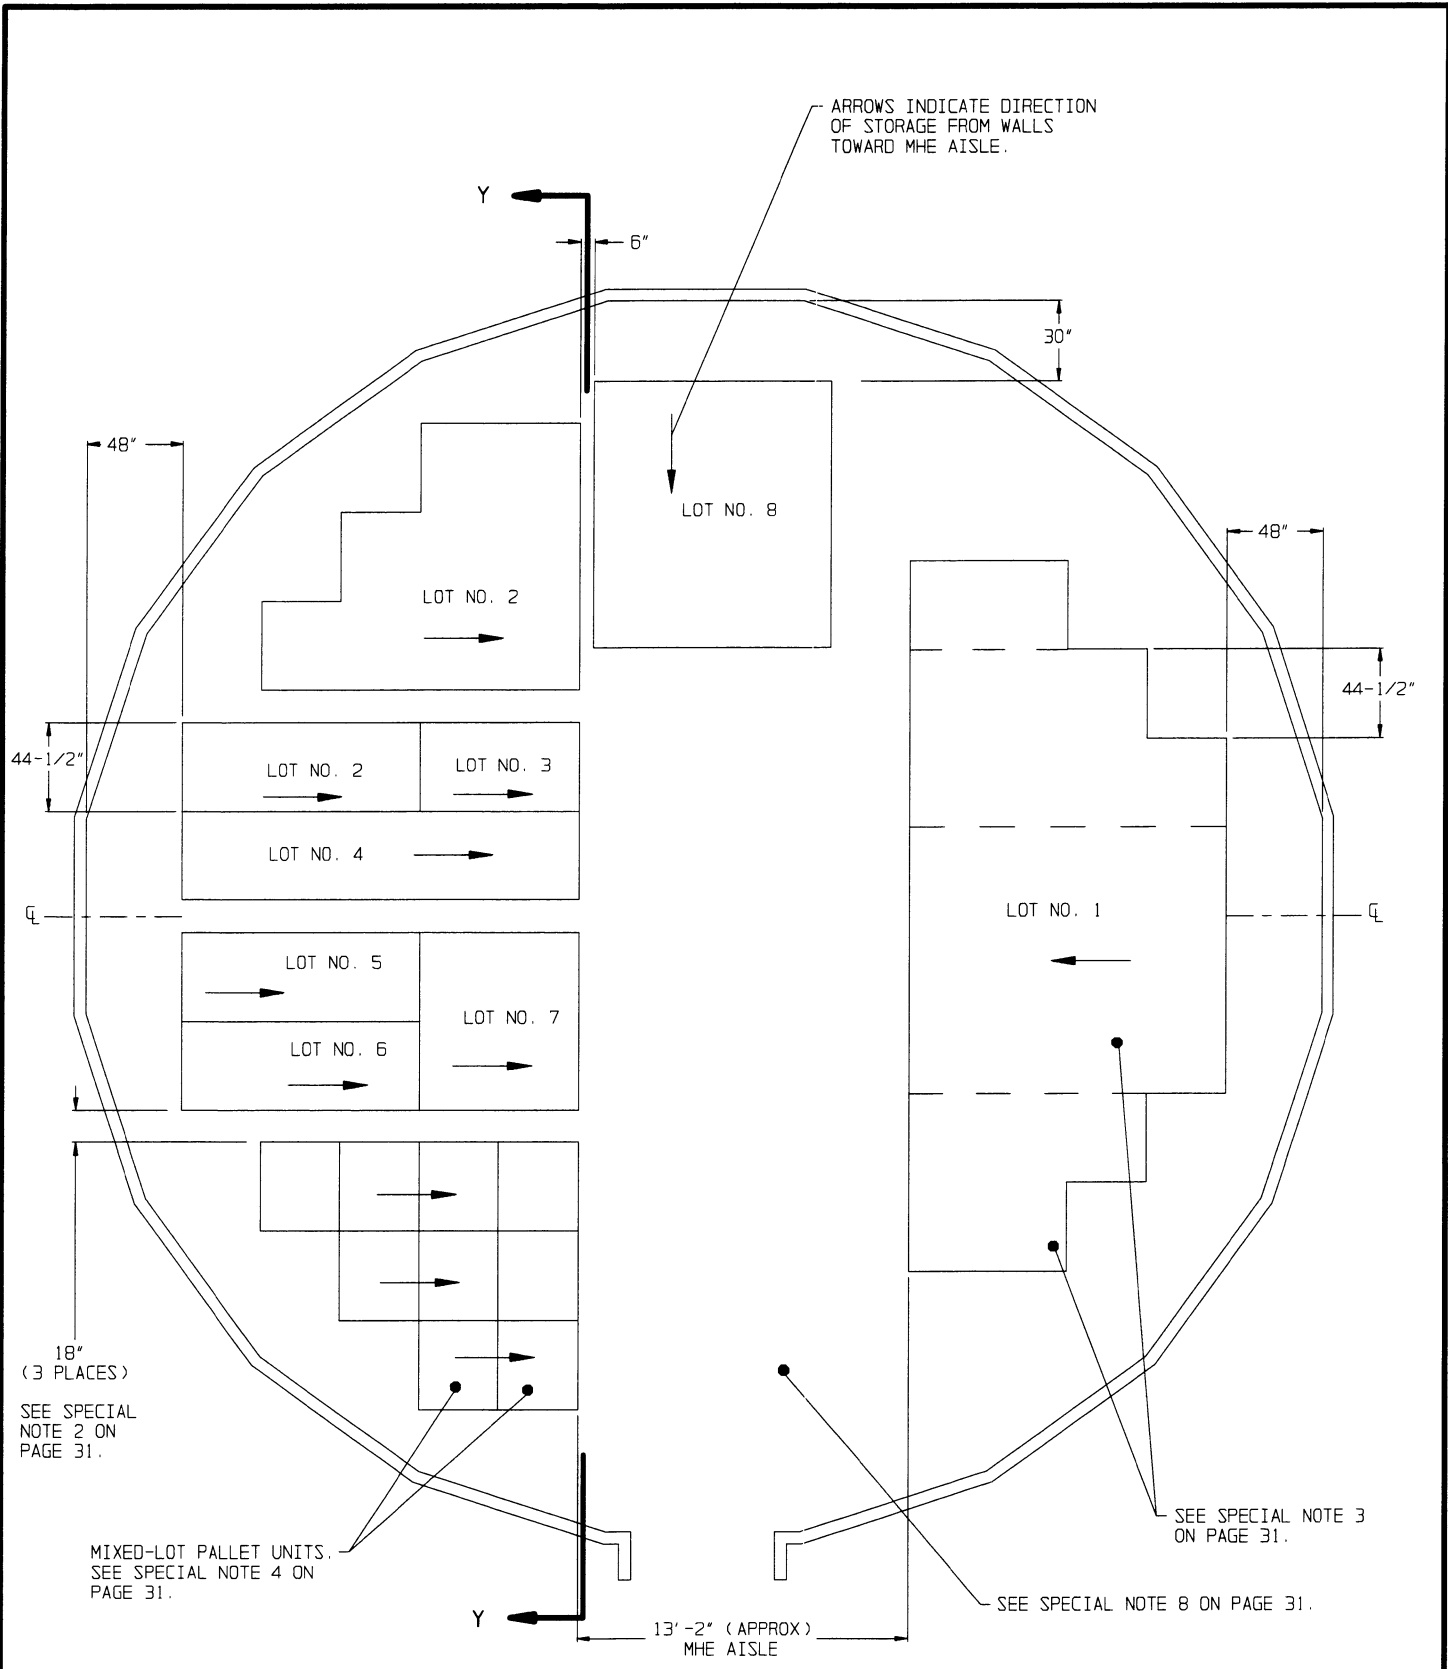 ARROWS INDICATE DIRECTION
OF STORAGE FROM WALLS
TOWARD MHE AISLE.
Y
6"
30"
48"
LOT NO. 8
48"
LOT NO. 2
44-1/2"
44-1/2"
LOT NO. 2
LOT NO. 3
LOT NO. 4
℄
LOT NO. 1
℄
LOT NO. 5
LOT NO. 7
LOT NO. 6
18"
(3 PLACES)
SEE SPECIAL
NOTE 2 ON
PAGE 31.
MIXED-LOT PALLET UNITS.
SEE SPECIAL NOTE 4 ON
PAGE 31.
SEE SPECIAL NOTE 3
ON PAGE 31.
SEE SPECIAL NOTE 8 ON PAGE 31.
Y
13'-2" (APPROX)
MHE AISLE